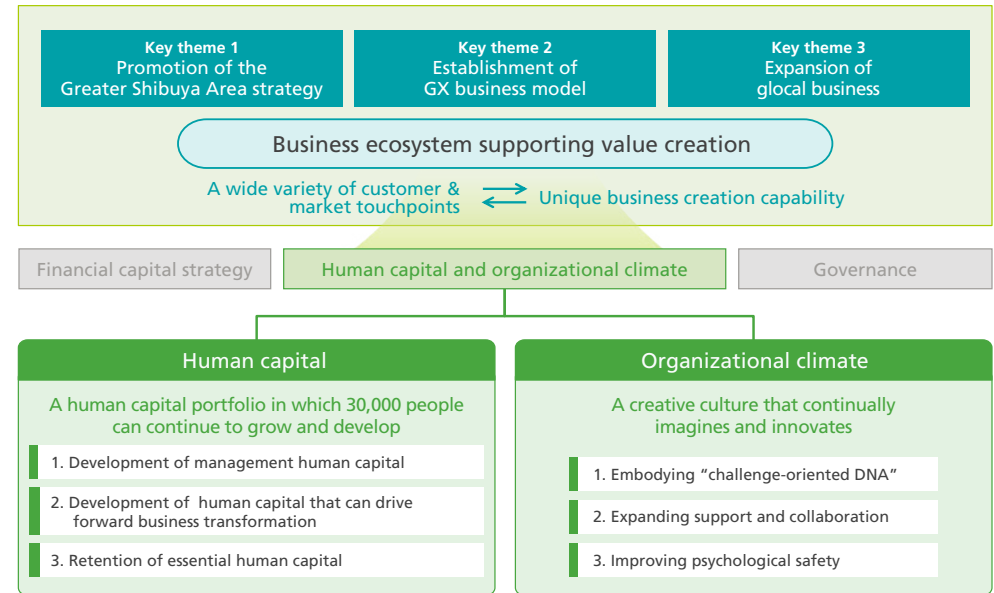 Key theme 1
Promotion of the
Greater Shibuya Area strategy
Key theme 2
Establishment of
GX business model
Key theme 3
Expansion of
glocal business
Business ecosystem supporting value creation
A wide variety of customer &
market touchpoints
Unique business creation capability
Financial capital strategy
Human capital and organizational climate
Governance
Human capital
A human capital portfolio in which 30,000 people
can continue to grow and develop
1. Development of management human capital
2. Development of human capital that can drive
forward business transformation
3. Retention of essential human capital
Organizational climate
A creative culture that continually
imagines and innovates
1. Embodying “challenge-oriented DNA”
2. Expanding support and collaboration
3. Improving psychological safety